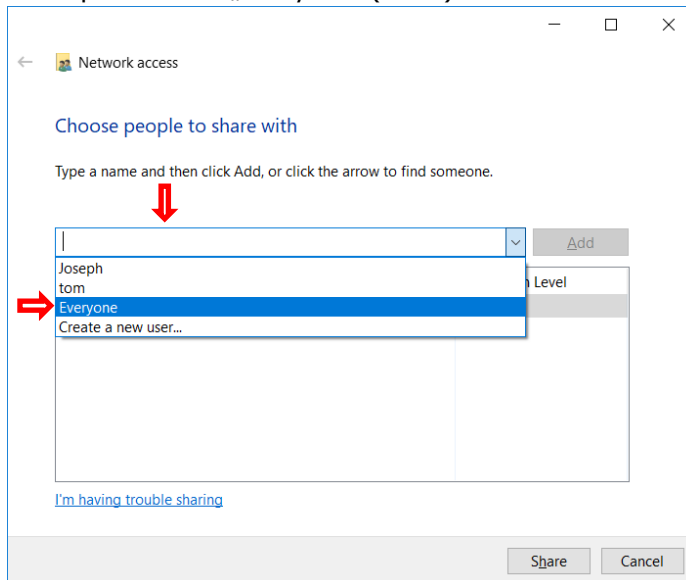 Network access
Choose people to share with
Type a name and then click Add, or click the arrow to find someone.
Add
Joseph
tom
Level
Everyone
Create a new user...
I'm having trouble sharing
Share
Cancel